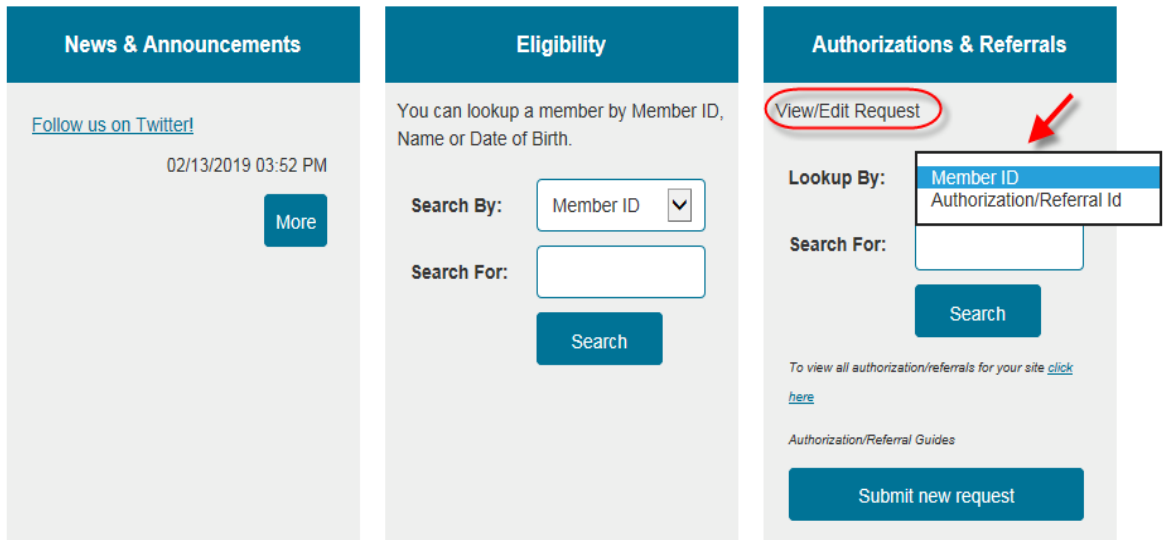 News & Announcements
Follow us on Twitter!
02/13/2019 03:52 PM
More
Eligibility
You can lookup a member by Member ID,
Name or Date of Birth.
Search By:
Member ID
Search For:
Search
Authorizations & Referrals
View/Edit Request
Lookup By:
Member ID
Authorization/Referral Id
Search For:
Search
To view all authorization/referrals for your site click
here
Authorization/Referral Guides
Submit new request